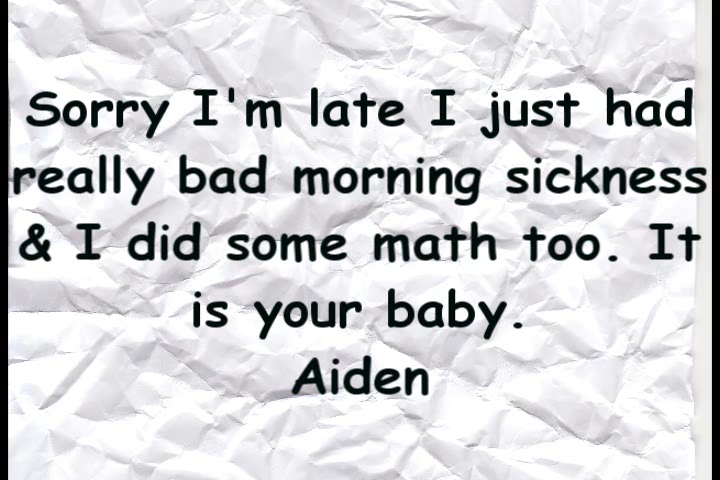 Sorry I'm late I just had
really bad morning sickness
& I did some math too. It
is your baby.
Aiden